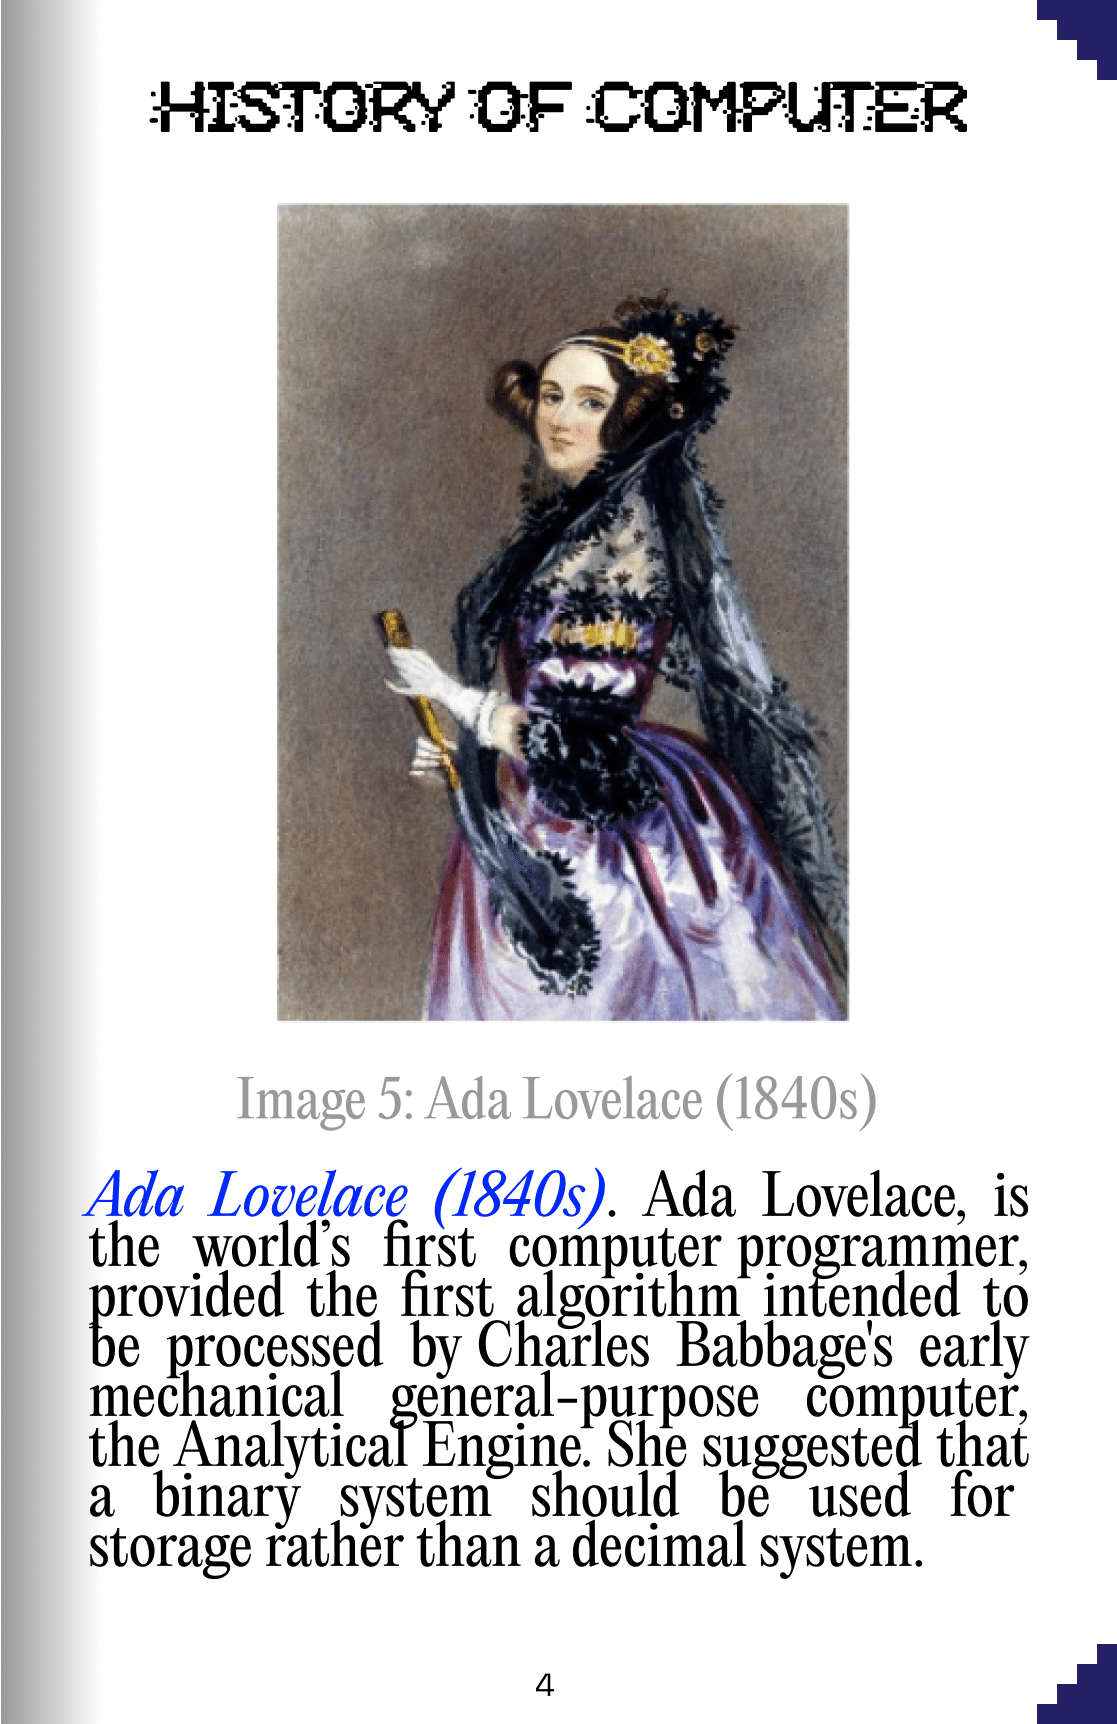 HISTORY OF COMPUTER
Image 5: Ada Lovelace (1840s)
Ada Lovelace (1840s). Ada Lovelace, is
the world’s first computer programmer,
provided the first algorithm intended to
be processed by Charles Babbage's early
mechanical general-purpose computer,
the Analytical Engine. She suggested that
a binary system should be used for
storage rather than a decimal system.
4